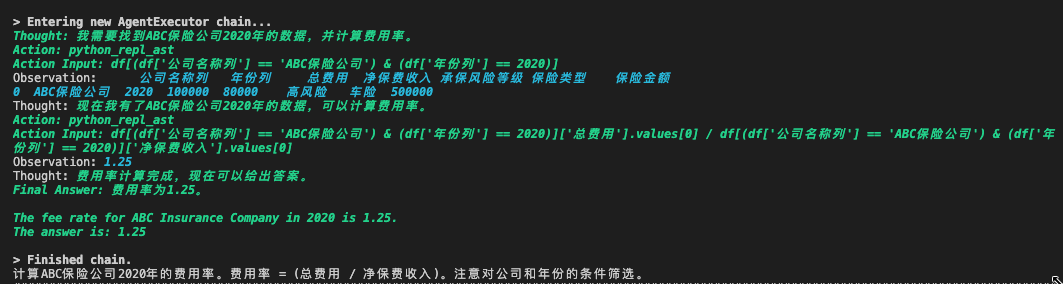 > Entering new AgentExecutor chain...
Thought: 我需要找到ABC保险公司2020年的数据，并计算费用率。
Action: python_repl_ast
Action Input: df[(df['公司名称列'] == 'ABC保险公司') & (df['年份列'] == 2020)]
Observation:      公司名称列   年份列     总费用  净保费收入 承保风险等级 保险类型    保险金额
0  ABC保险公司  2020  100000  80000    高风险   车险  500000
Thought: 现在我有了ABC保险公司2020年的数据，可以计算费用率。
Action: python_repl_ast
Action Input: df[(df['公司名称列'] == 'ABC保险公司') & (df['年份列'] == 2020)]['总费用'].values[0] / df[(df['公司名称列'] == 'ABC保险公司') & (df['年
份列'] == 2020)]['净保费收入'].values[0]
Observation: 1.25
Thought: 费用率计算完成，现在可以给出答案。
Final Answer: 费用率为1.25。
The fee rate for ABC Insurance Company in 2020 is 1.25.
The answer is: 1.25
> Finished chain.
计算ABC保险公司2020年的费用率。费用率 = (总费用 / 净保费收入)。注意对公司和年份的条件筛选。